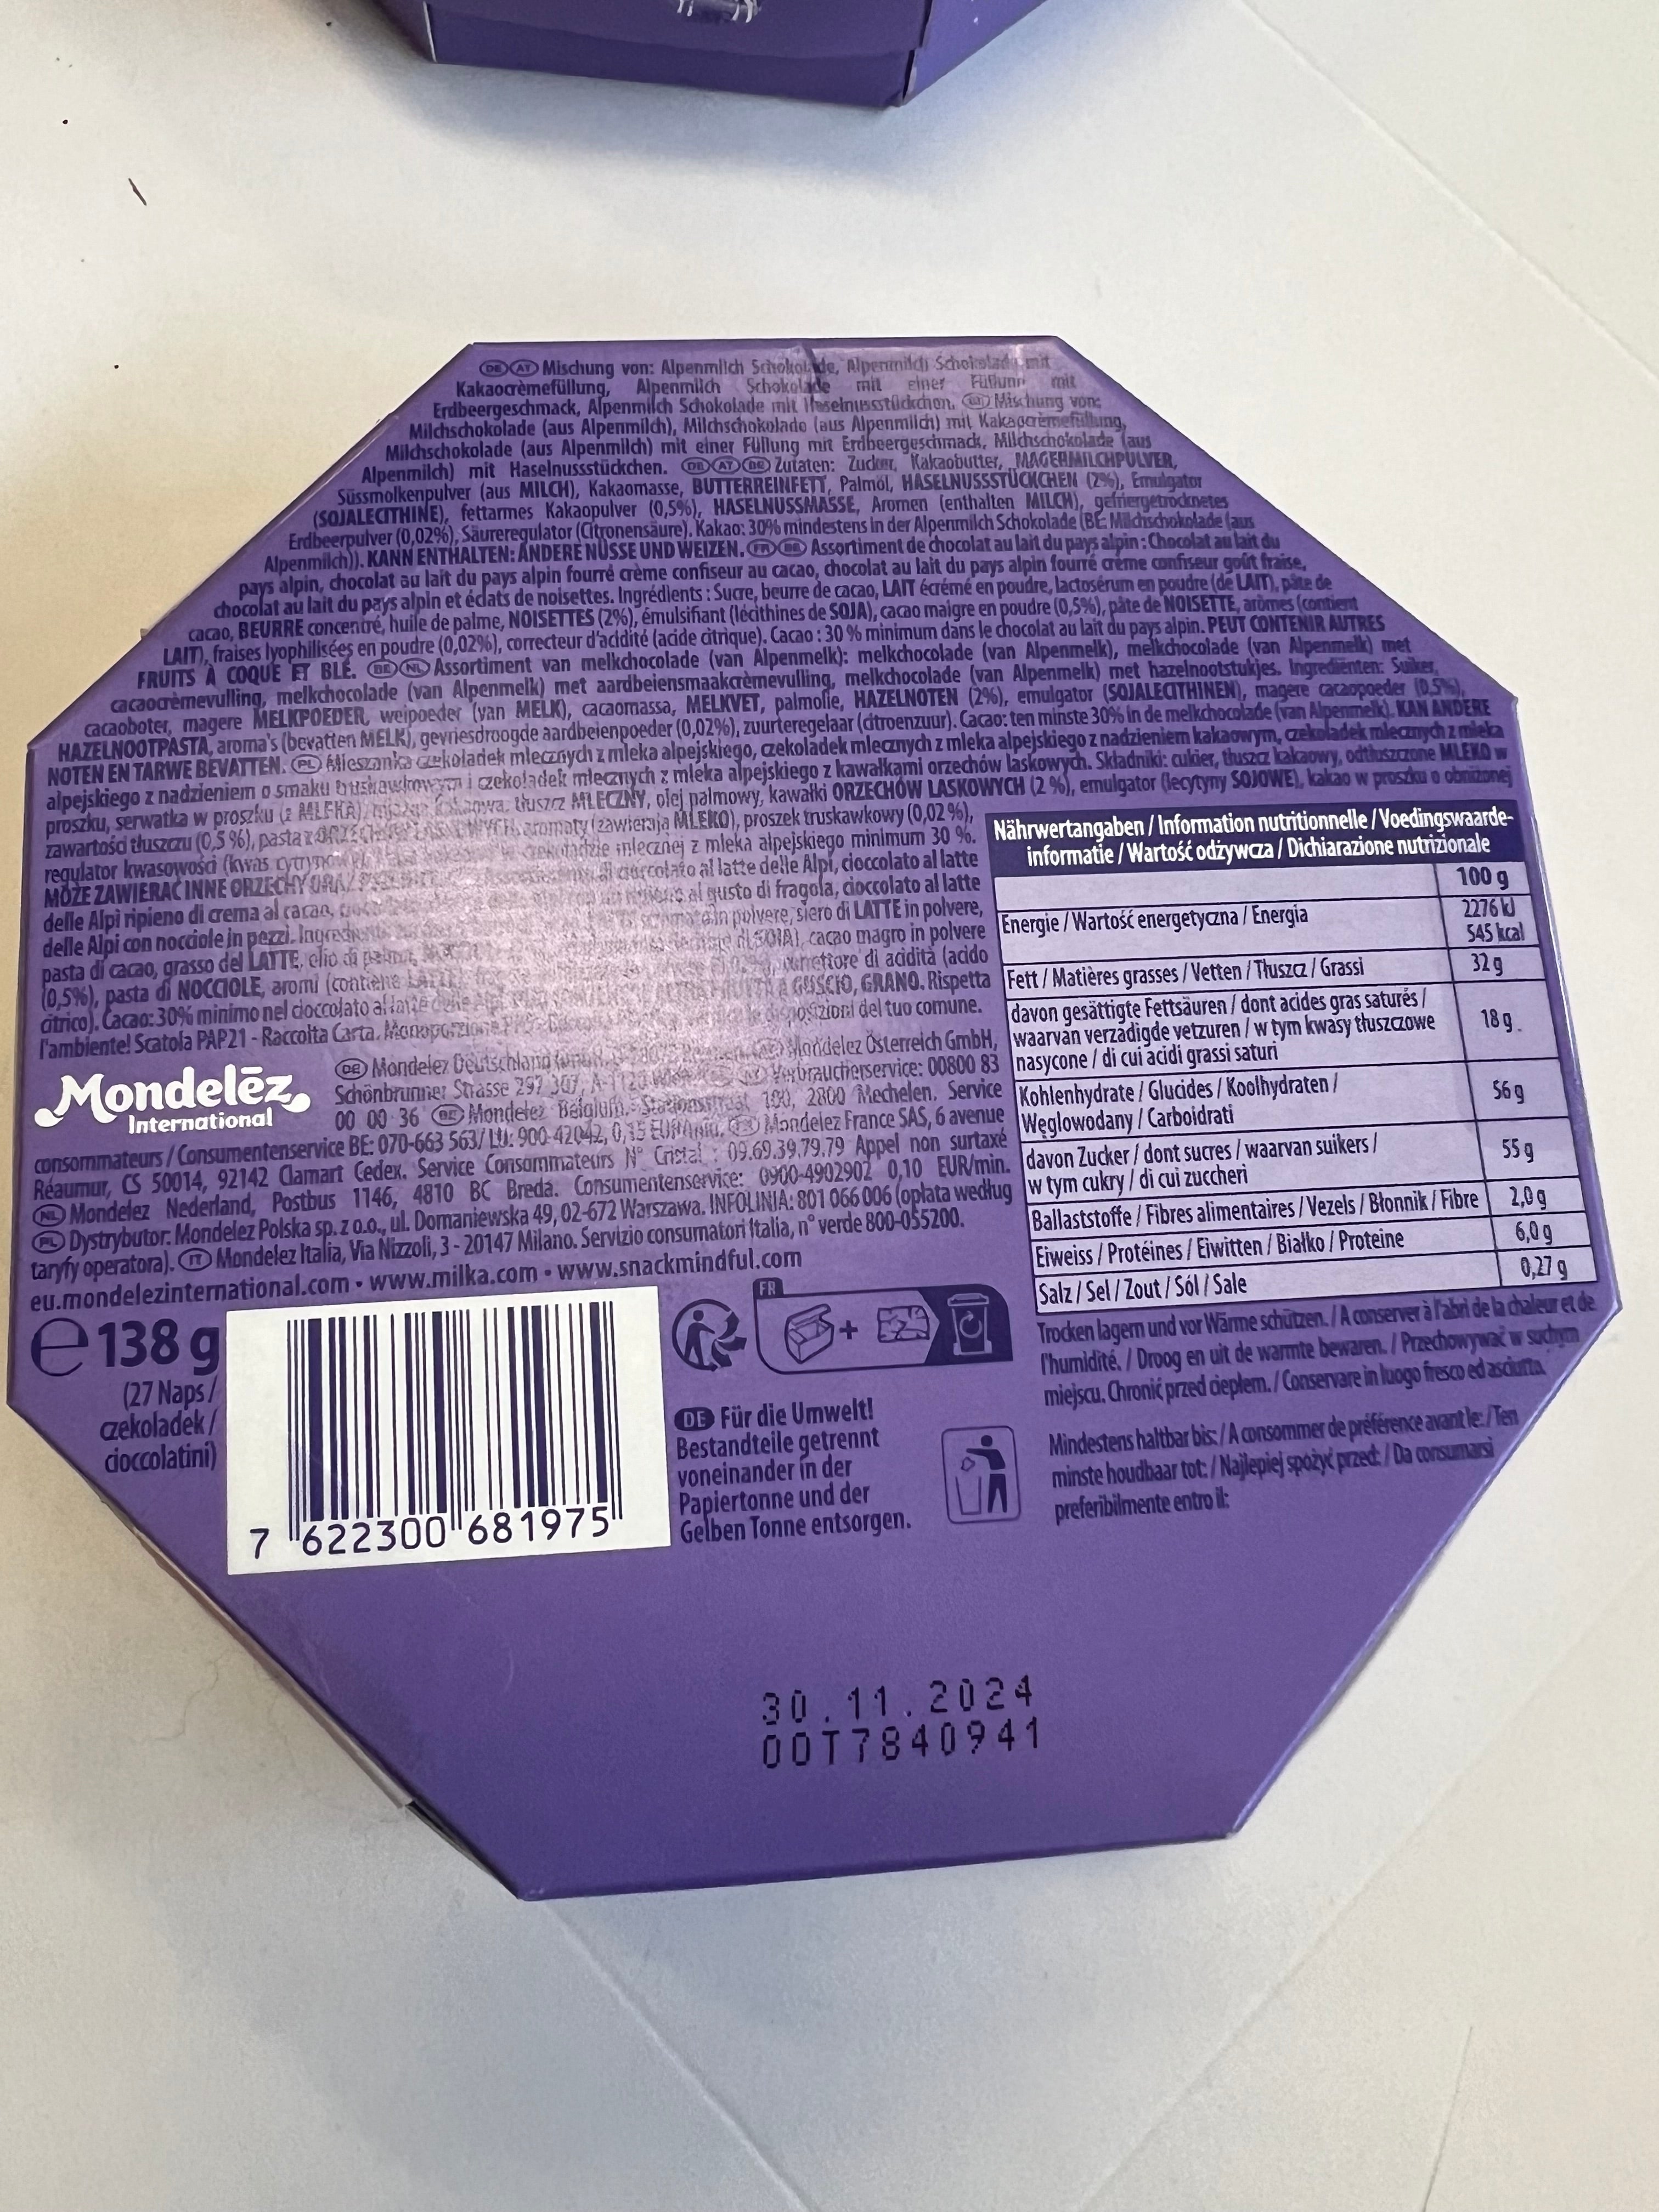 DE AT Mischung von: Alpenmilch Schokolade, Alpenmilch Schokolade mit
Kakaocrèmefüllung, Alpenmilch Schokolade mit einer Füllung mit
Erdbeergeschmack, Alpenmilch Schokolade mit Haselnussstückchen. BE Mischung von:
Milchschokolade (aus Alpenmilch), Milchschokolade (aus Alpenmilch) mit Kakaocrèmefüllung,
Milchschokolade (aus Alpenmilch) mit einer Füllung mit Erdbeergeschmack, Milchschokolade (aus
Alpenmilch) mit Haselnussstückchen. DE AT BE Zutaten: Zucker, Kakaobutter, MAGERMILCHPULVER,
Süssmolkenpulver (aus MILCH), Kakaomasse, BUTTERREINFETT, Palmöl, HASELNUSSSTÜCKCHEN (2%), Emulgator
(SOJALECITHINE), fettarmes Kakaopulver (0,5%), HASELNUSSMASSE, Aromen (enthalten MILCH), gefriergetrocknetes
Erdbeerpulver (0,02%), Säureregulator (Citronensäure). Kakao: 30% mindestens in der Alpenmilch Schokolade (BE: Milchschokolade (aus
Alpenmilch)). KANN ENTHALTEN: ANDERE NÜSSE UND WEIZEN. FR BE Assortiment de chocolat au lait du pays alpin : Chocolat au lait du
pays alpin, chocolat au lait du pays alpin fourré crème confiseur au cacao, chocolat au lait du pays alpin fourré crème confiseur goût fraise,
chocolat au lait du pays alpin et éclats de noisettes. Ingrédients : Sucre, beurre de cacao, LAIT écrémé en poudre, lactosérum en poudre (de LAIT), pâte de
cacao, BEURRE concentré, huile de palme, NOISETTES (2%), émulsifiant (lécithines de SOJA), cacao maigre en poudre (0,5%), pâte de NOISETTE, arômes (contient
LAIT), fraises lyophilisées en poudre (0,02%), correcteur d'acidité (acide citrique). Cacao : 30 % minimum dans le chocolat au lait du pays alpin. PEUT CONTENIR AUTRES
FRUITS À COQUE ET BLÉ. BE NL Assortiment van melkchocolade (van Alpenmelk): melkchocolade (van Alpenmelk), melkchocolade (van Alpenmelk) met
cacaocrèmevulling, melkchocolade (van Alpenmelk) met aardbeiensmaakcrèmevulling, melkchocolade (van Alpenmelk) met hazelnootstukjes. Ingrediënten: Suiker,
cacaoboter, magere MELKPOEDER, weipoeder (van MELK), cacaomassa, MELKVET, palmolie, HAZELNOTEN (2%), emulgator (SOJALECITHINEN), magere cacaopoeder (0,5%),
HAZELNOOTPASTA, aroma's (bevatten MELK), gevriesdroogde aardbeienpoeder (0,02%), zuurteregelaar (citroenzuur). Cacao: ten minste 30% in de melkchocolade (van Alpenmelk). KAN ANDERE
NOTEN EN TARWE BEVATTEN. PL Mieszanka czekoladek mlecznych z mleka alpejskiego, czekoladek mlecznych z mleka alpejskiego z nadzieniem kakaowym, czekoladek mlecznych z mleka
alpejskiego z nadzieniem o smaku truskawkowym i czekoladek mlecznych z mleka alpejskiego z kawałkami orzechów laskowych. Składniki: cukier, tłuszcz kakaowy, odtłuszczone MLEKO w
proszku, serwatka w proszku (z MLEKA), tłuszcz MLECZNY, olej palmowy, kawałki ORZECHÓW LASKOWYCH (2 %), emulgator (lecytyny SOJOWE), kakao w proszku o obniżonej
zawartości tłuszczu (0,5 %), pasta z aromaty (zawierają MLEKO), proszek truskawkowy (0,02 %),
regulator kwasowości (kwas cytrynowy). mlecznej z mleka alpejskiego minimum 30 %.
MOŻE ZAWIERAĆ INNE ORZECHY ORAZ cioccolato al latte delle Alpi, cioccolato al latte
delle Alpi ripieno di crema al cacao, al gusto di fragola, cioccolato al latte
delle Alpi con nocciole in pezzi. in polvere, siero di LATTE in polvere,
pasta di cacao, grasso del LATTE, olio di cacao magro in polvere
(0,5%), pasta di NOCCIOLE, aromi (contiene correttore di acidità (acido
citrico). Cacao: 30% minimo nel cioccolato al latte delle GUSCIO, GRANO. Rispetta
l'ambiente! Scatola PAP21 - Raccolta Carta. disposizioni del tuo comune.
Nährwertangaben / Information nutritionnelle / Voedingswaarde-
informatie / Wartość odżywcza / Dichiarazione nutrizionale
100 g
Energie / Wartość energetyczna / Energia 2276 kJ
545 kcal
Fett / Matières grasses / Vetten / Tłuszcz / Grassi 32 g
davon gesättigte Fettsäuren / dont acides gras saturés /
waarvan verzadigde vetzuren / w tym kwasy tłuszczowe 18 g
nasycone / di cui acidi grassi saturi
Kohlenhydrate / Glucides / Koolhydraten / 56 g
Węglowodany / Carboidrati
davon Zucker / dont sucres / waarvan suikers / 55 g
w tym cukry / di cui zuccheri
Ballaststoffe / Fibres alimentaires / Vezels / Błonnik / Fibre 2,0 g
Eiweiss / Protéines / Eiwitten / Białko / Proteine 6,0 g
Salz / Sel / Zout / Sól / Sale 0,27 g
Mondelēz
International
DE Mondelez Deutschland Mondelez Österreich GmbH,
Schönbrunner Strasse 297-307, Verbraucherservice: 00800 83
00 00 36 BE Mondelez Belgium, Stationsstraat 100, 2800 Mechelen. Service
consommateurs / Consumentenservice BE: 070-663 563/ LU: 900-42042, 0,15 EUR/min. FR Mondelez France SAS, 6 avenue
Réaumur, CS 50014, 92142 Clamart Cedex. Service Consommateurs N° Cristal : 09.69.39.79.79 Appel non surtaxé
NL Mondelez Nederland, Postbus 1146, 4810 BC Breda. Consumentenservice: 0900-4902902 0,10 EUR/min.
PL Dystrybutor: Mondelez Polska sp. z o.o., ul. Domaniewska 49, 02-672 Warszawa. INFOLINIA: 801 066 006 (opłata według
taryfy operatora). IT Mondelez Italia, Via Nizzoli, 3 - 20147 Milano. Servizio consumatori Italia, n° verde 800-055200.
eu.mondelezinternational.com • www.milka.com • www.snackmindful.com
e 138 g
(27 Naps /
czekoladek /
cioccolatini)
7 622300 681975
FR
+
DE Für die Umwelt!
Bestandteile getrennt
voneinander in der
Papiertonne und der
Gelben Tonne entsorgen.
Trocken lagern und vor Wärme schützen. / A conserver à l'abri de la chaleur et de
l'humidité. / Droog en uit de warmte bewaren. / Przechowywać w suchym
miejscu. Chronić przed ciepłem. / Conservare in luogo fresco ed asciutto.
Mindestens haltbar bis: / A consommer de préférence avant le: / Ten
minste houdbaar tot: / Najlepiej spożyć przed: / Da consumarsi
preferibilmente entro il:
30.11.2024
OOT7840941